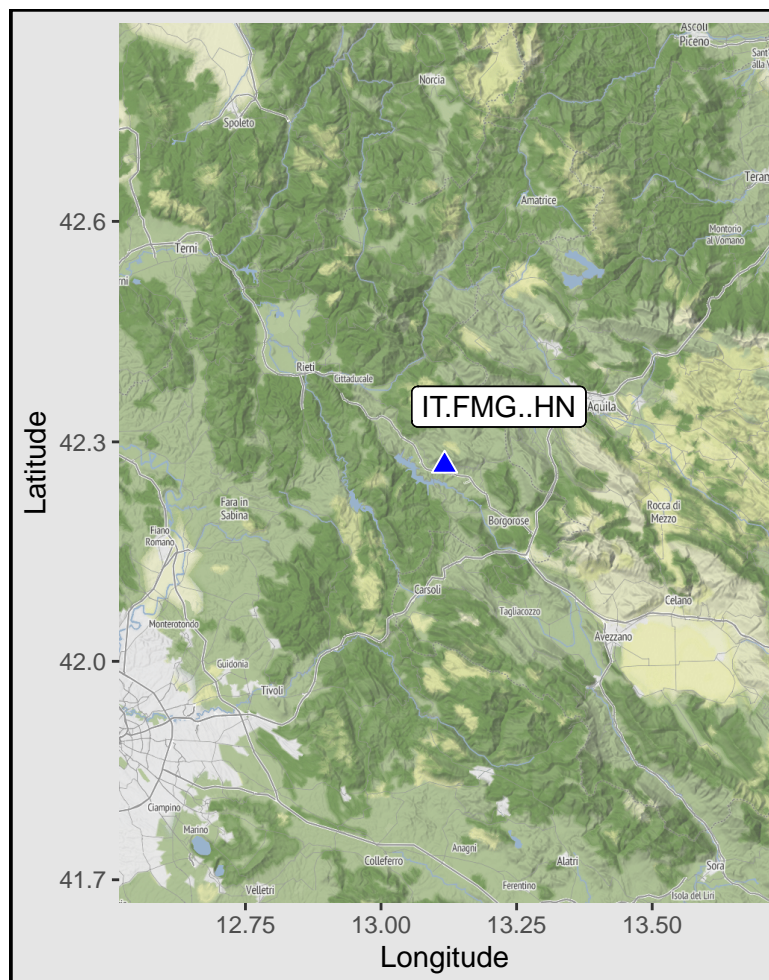 Ascoli
Piceno
Sant
alla V
Norcia
Spoleto
Teram
Amatrice
Montorio
al Vomano
Terni
rni
Rieti
Cittaducale
IT.FMG..HN
Aquila
Fara in
Sabina
Rocca di
Mezzo
Borgorose
Fiano
Romano
Carsoli
Celano
Tagliacozzo
Monterotondo
Avezzano
Guidonia
Tivoli
Ciampino
Marino
Anagni
Colleferro
Alatri
Sora
Velletri
Ferentino
Isola del Liri
42.6
42.3
42.0
41.7
Latitude
12.75 13.00 13.25 13.50
Longitude